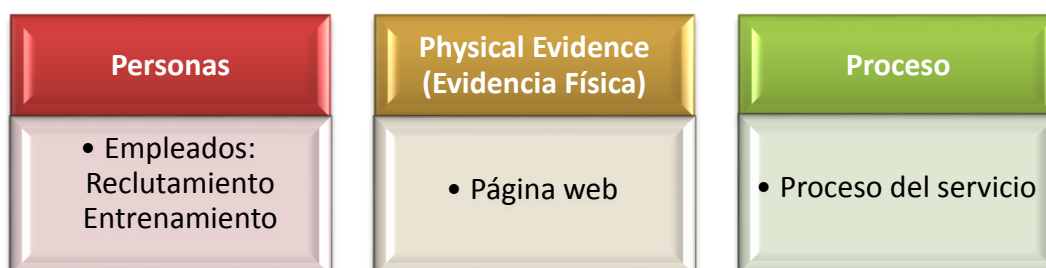 Personas
• Empleados:
Reclutamiento
Entrenamiento
Physical Evidence
(Evidencia Física)
• Página web
Proceso
• Proceso del servicio